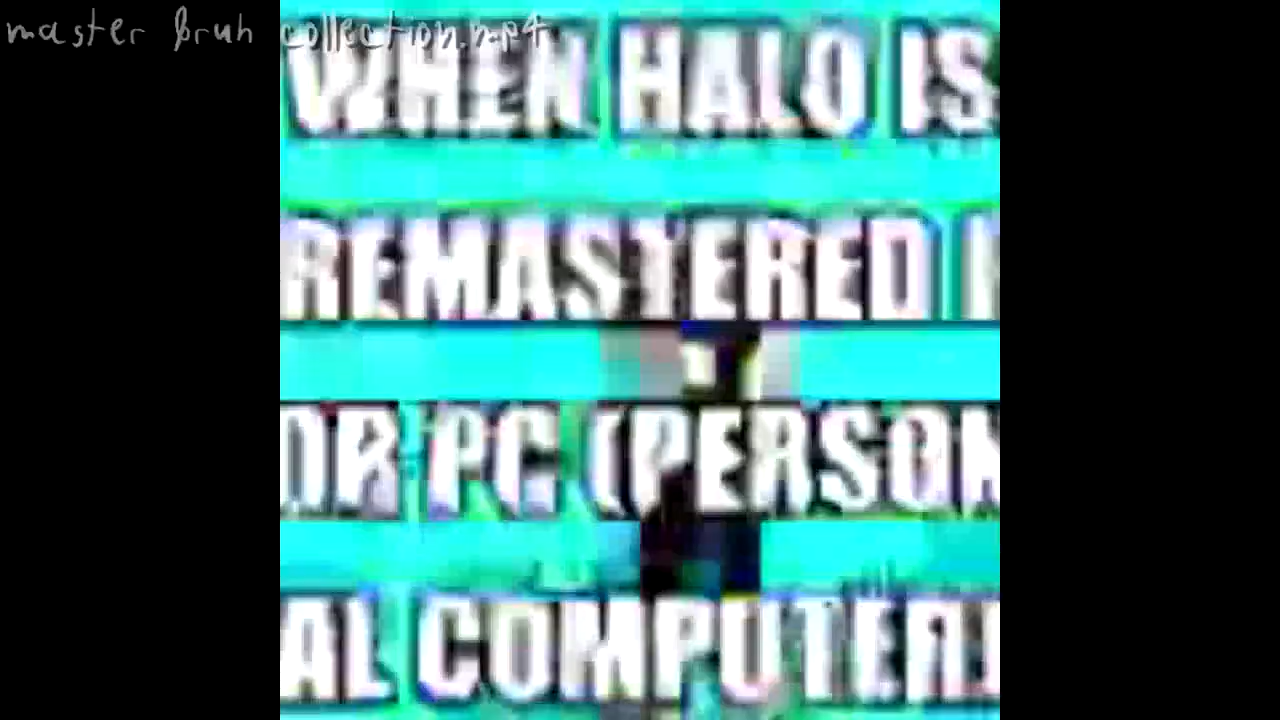 master bruh collection.mp4
WHEN HALO IS
REMASTERED
OR PC (PERSON
AL COMPUTER)